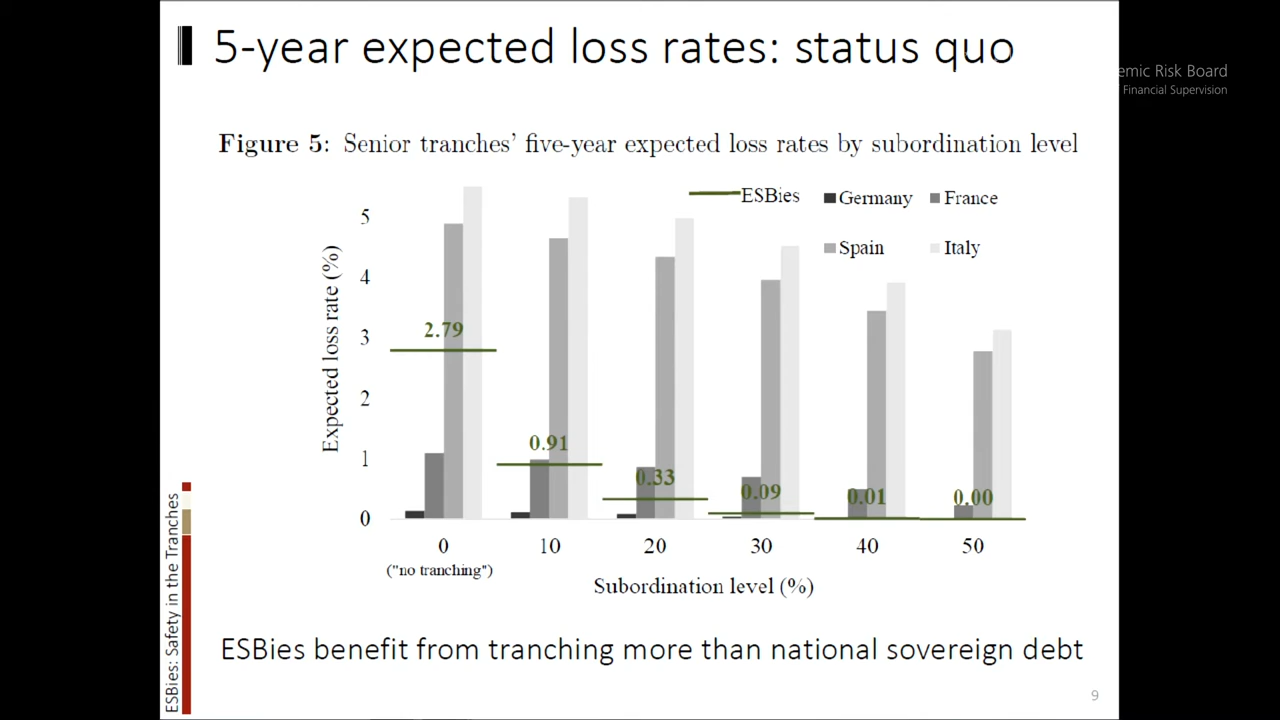 5-year expected loss rates: status quo
emic Risk Board
Financial Supervision
Figure 5: Senior tranches' five-year expected loss rates by subordination level
ESBies
Germany
France
Spain
Italy
Expected loss rate (%)
5
4
3
2
1
0
2.79
0.91
0.33
0.09
0.01
0.00
0
10
20
30
40
50
("no tranching")
Subordination level (%)
ESBies: Safety in the Tranches
ESBies benefit from tranching more than national sovereign debt
9